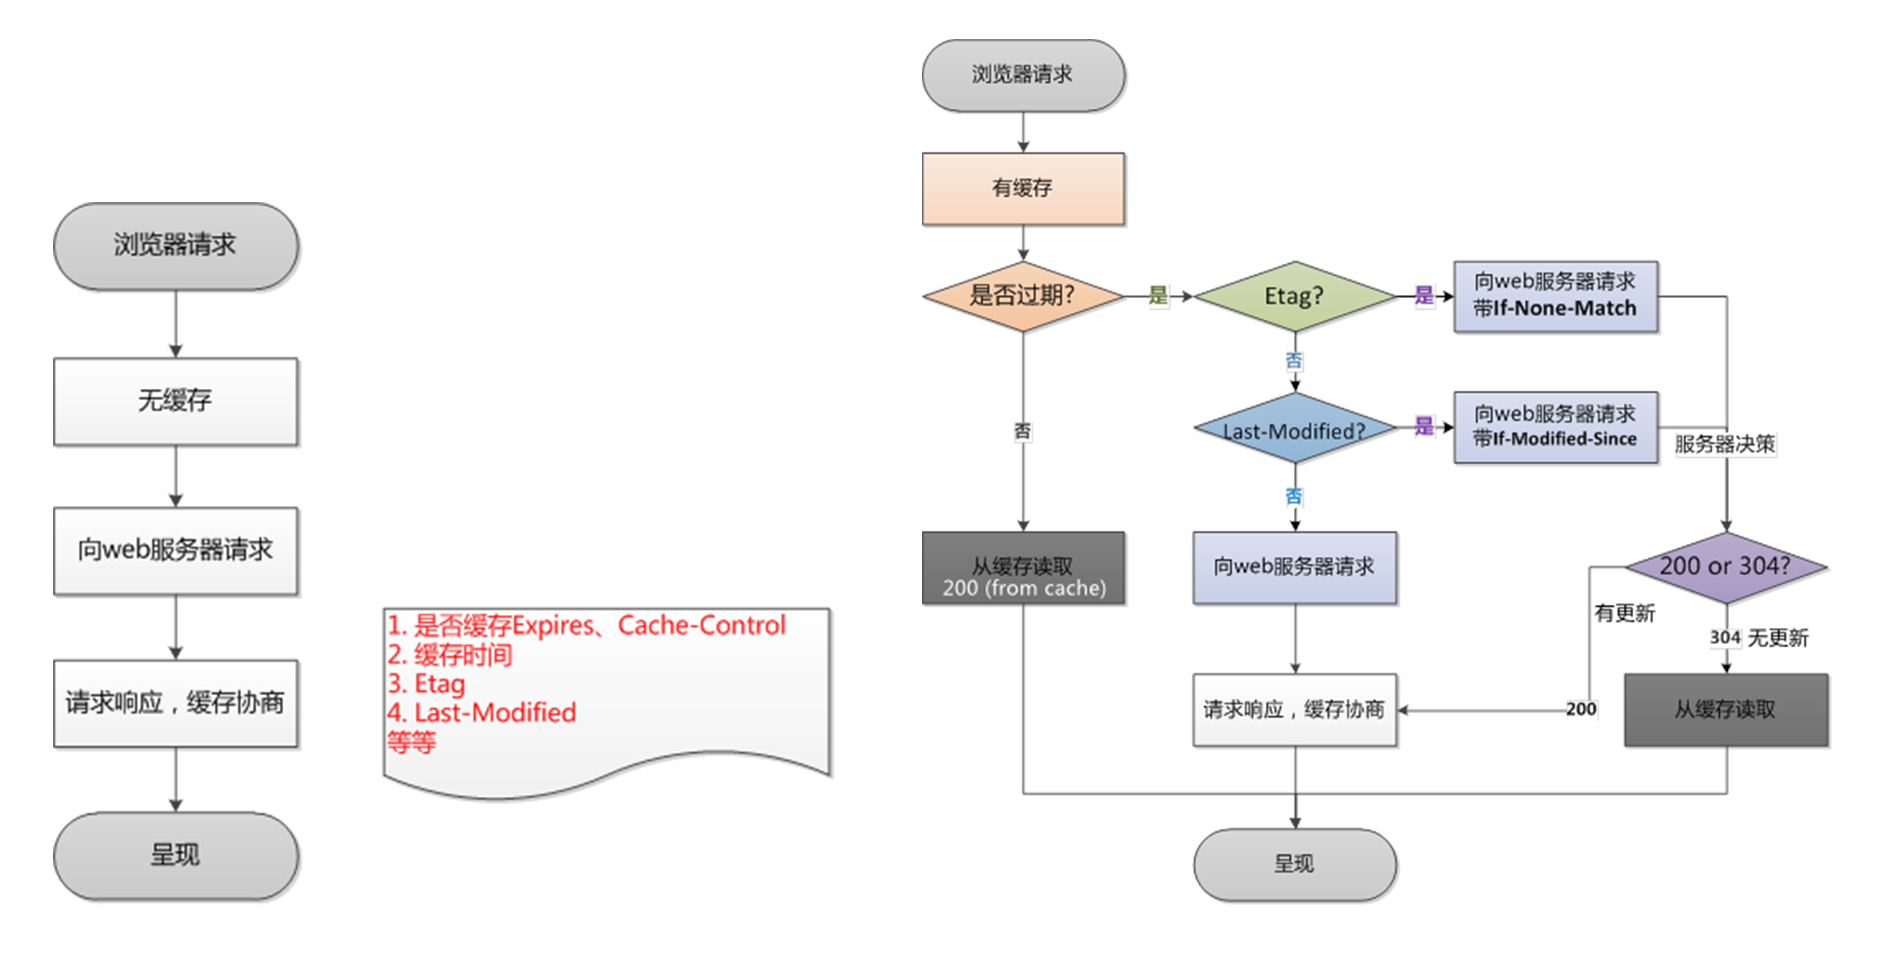 浏览器请求
无缓存
向web服务器请求
请求响应，缓存协商
呈现
1. 是否缓存Expires、Cache-Control
2. 缓存时间
3. Etag
4. Last-Modified
等等
浏览器请求
有缓存
是否过期?
是
Etag?
是
向web服务器请求
带If-None-Match
否
否
Last-Modified?
是
向web服务器请求
带If-Modified-Since
服务器决策
否
从缓存读取
200 (from cache)
向web服务器请求
200 or 304?
有更新
304 无更新
请求响应，缓存协商
200
从缓存读取
呈现